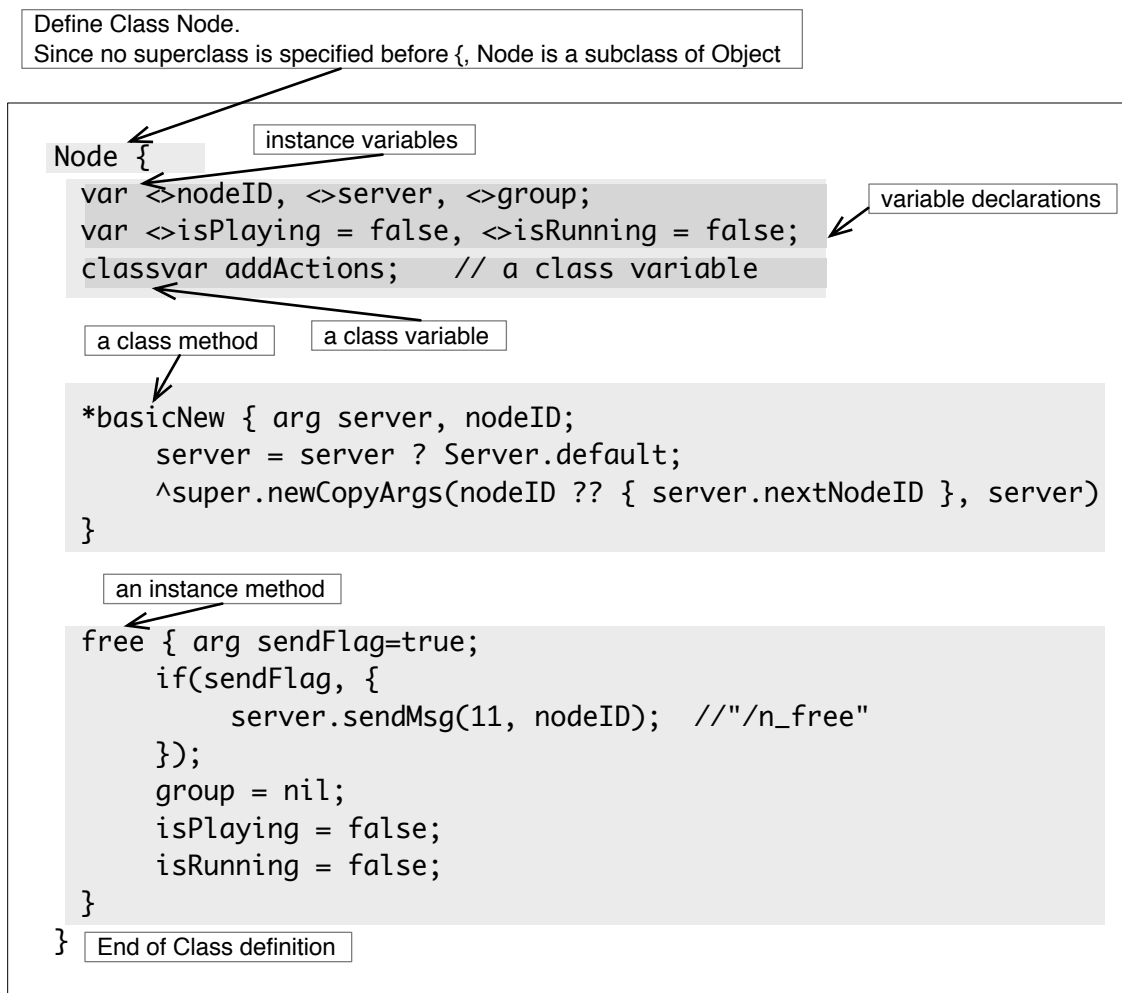 Define Class Node.
Since no superclass is specified before {, Node is a subclass of Object
Node {
instance variables
var <>nodeID, <>server, <>group;
variable declarations
var <>isPlaying = false, <>isRunning = false;
classvar addActions;   // a class variable
a class method
a class variable
*basicNew { arg server, nodeID;
server = server ? Server.default;
^super.newCopyArgs(nodeID ?? { server.nextNodeID }, server)
}
an instance method
free { arg sendFlag=true;
if(sendFlag, {
server.sendMsg(11, nodeID);  //"/n_free"
});
group = nil;
isPlaying = false;
isRunning = false;
}
}
End of Class definition